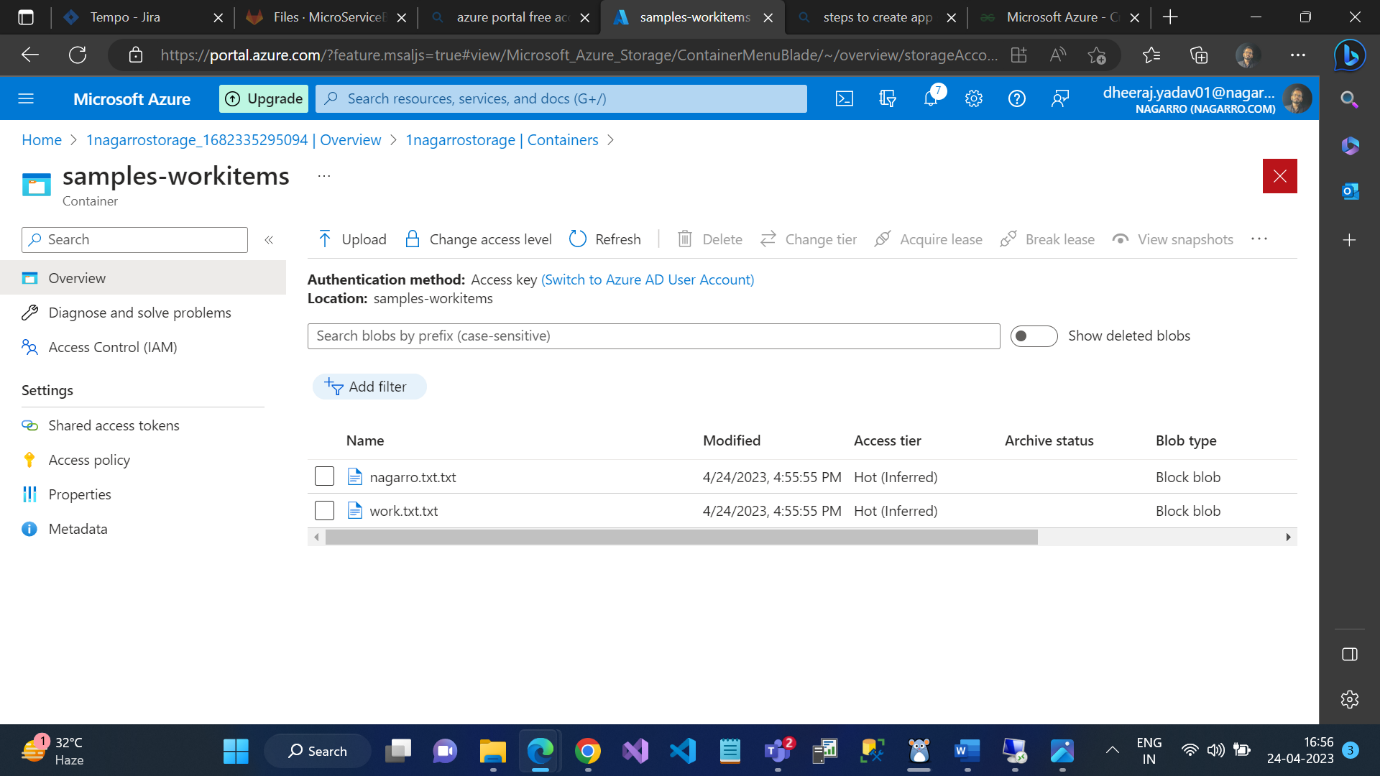 Tempo - Jira
Files · MicroServiceE
azure portal free acc
samples-workitems
steps to create app
Microsoft Azure - C
https://portal.azure.com/?feature.msaljs=true#view/Microsoft_Azure_Storage/ContainerMenuBlade/~/overview/storageAcco...
Microsoft Azure
Upgrade
Search resources, services, and docs (G+/)
7
dheeraj.yadav01@nagar...
NAGARRO (NAGARRO.COM)
Home > 1nagarrostorage_1682335295094 | Overview > 1nagarrostorage | Containers >
samples-workitems ...
Container
Search
«
Upload
Change access level
Refresh
Delete
Change tier
Acquire lease
Break lease
View snapshots
...
Overview
Diagnose and solve problems
Access Control (IAM)
Settings
Shared access tokens
Access policy
Properties
Metadata
Authentication method: Access key (Switch to Azure AD User Account)
Location: samples-workitems
Search blobs by prefix (case-sensitive)
Show deleted blobs
Add filter
Name Modified Access tier Archive status Blob type
nagarro.txt.txt 4/24/2023, 4:55:55 PM Hot (Inferred) Block blob
work.txt.txt 4/24/2023, 4:55:55 PM Hot (Inferred) Block blob
1
32°C
Haze
Search
2
ENG
IN
16:56
24-04-2023
3